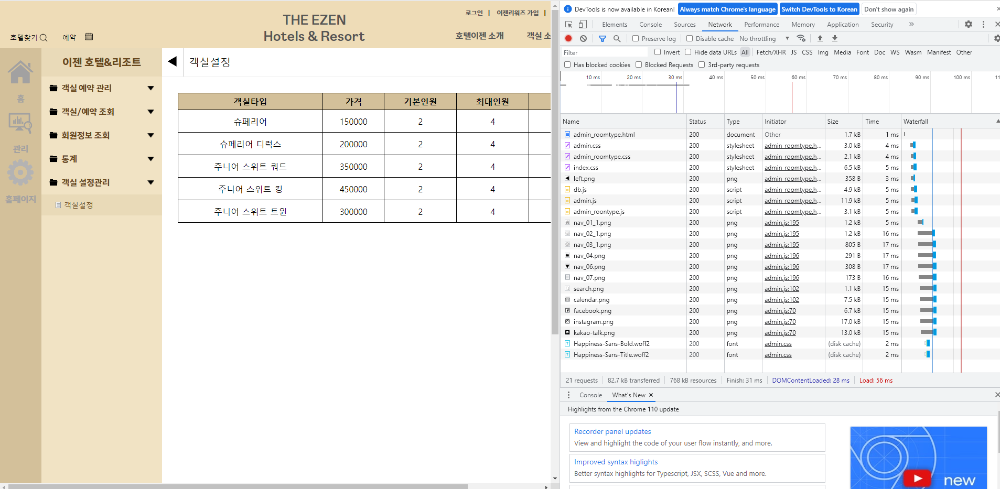 로그인 | 이젠리워즈 가입 |
THE EZEN
Hotels & Resort
호텔찾기 예약
호텔이젠 소개 객실 소
홈
관리
홈페이지
이젠 호텔&리조트
객실 예약 관리
객실/예약 조회
회원정보 조회
통계
객실 설정관리
객실설정
객실설정
객실타입 가격 기본인원 최대인원
슈페리어 150000 2 4
슈페리어 디럭스 200000 2 4
주니어 스위트 쿼드 350000 2 4
주니어 스위트 킹 450000 2 4
주니어 스위트 트윈 300000 2 4
DevTools is now available in Korean! Always match Chrome's language Switch DevTools to Korean Don't show again
Elements Console Sources Network Performance Memory Application Security »
Preserve log Disable cache No throttling
Filter Invert Hide data URLs All Fetch/XHR JS CSS Img Media Font Doc WS Wasm Manifest Other
Has blocked cookies Blocked Requests 3rd-party requests
10 ms 20 ms 30 ms 40 ms 50 ms 60 ms 70 ms 80 ms 90 ms 100 ms 11
Name Status Type Initiator Size Time Waterfall
admin_roomtype.html 200 document Other 1.7 kB 1 ms
admin.css 200 stylesheet admin_roomtype.h... 3.0 kB 4 ms
admin_roomtype.css 200 stylesheet admin_roomtype.h... 2.1 kB 4 ms
index.css 200 stylesheet admin_roomtype.h... 6.5 kB 5 ms
left.png 200 png admin_roomtype.h... 358 B 3 ms
db.js 200 script admin_roomtype.h... 4.9 kB 5 ms
admin.js 200 script admin_roomtype.h... 11.9 kB 5 ms
admin_roontype.js 200 script admin_roomtype.h... 3.1 kB 5 ms
nav_01_1.png 200 png admin.js:195 1.2 kB 5 ms
nav_02_1.png 200 png admin.js:195 1.2 kB 16 ms
nav_03_1.png 200 png admin.js:195 805 B 17 ms
nav_04.png 200 png admin.js:196 291 B 17 ms
nav_06.png 200 png admin.js:196 308 B 17 ms
nav_07.png 200 png admin.js:196 173 B 16 ms
search.png 200 png admin.js:102 1.1 kB 15 ms
calendar.png 200 png admin.js:102 7.5 kB 15 ms
facebook.png 200 png admin.js:70 6.7 kB 15 ms
instagram.png 200 png admin.js:70 17.0 kB 15 ms
kakao-talk.png 200 png admin.js:70 13.0 kB 15 ms
Happiness-Sans-Bold.woff2 200 font admin.css (disk cache) 2 ms
Happiness-Sans-Title.woff2 200 font admin.css (disk cache) 2 ms
21 requests 82.7 kB transferred 768 kB resources Finish: 31 ms DOMContentLoaded: 28 ms Load: 56 ms
Console What's New ×
Highlights from the Chrome 110 update
Recorder panel updates
View and highlight the code of your user flow instantly, and more.
Improved syntax higlights
Better syntax highlights for Typescript, JSX, SCSS, Vue and more.
new